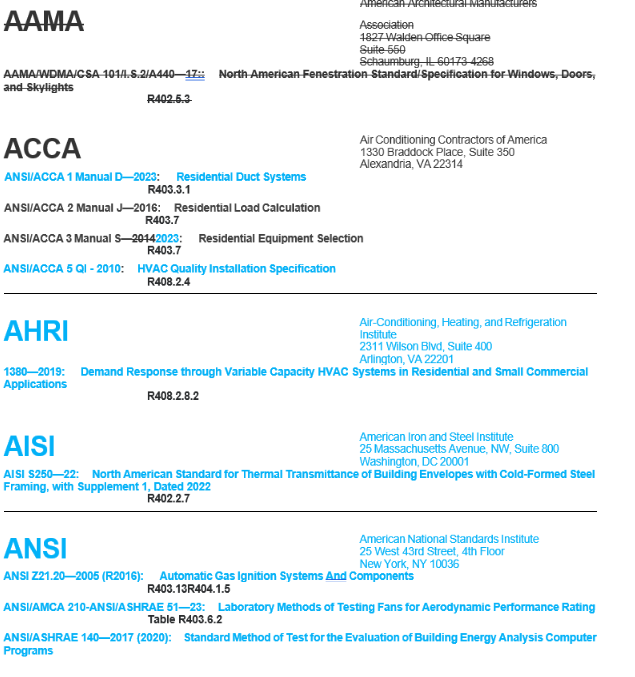 American Architectural Manufacturers
AAMA
Association
1827 Walden Office Square
Suite 550
Schaumburg, IL 60173-4268
AAMA/WDMA/CSA 101/I.S.2/A440—17:: North American Fenestration Standard/Specification for Windows, Doors,
and Skylights
R402.5.3
ACCA
Air Conditioning Contractors of America
1330 Braddock Place, Suite 350
Alexandria, VA 22314
ANSI/ACCA 1 Manual D—2023: Residential Duct Systems
R403.3.1
ANSI/ACCA 2 Manual J—2016: Residential Load Calculation
R403.7
ANSI/ACCA 3 Manual S—20142023: Residential Equipment Selection
R403.7
ANSI/ACCA 5 QI - 2010: HVAC Quality Installation Specification
R408.2.4
AHRI
Air-Conditioning, Heating, and Refrigeration
Institute
2311 Wilson Blvd, Suite 400
Arlington, VA 22201
1380—2019: Demand Response through Variable Capacity HVAC Systems in Residential and Small Commercial
Applications
R408.2.8.2
AISI
American Iron and Steel Institute
25 Massachusetts Avenue, NW, Suite 800
Washington, DC 20001
AISI S250—22: North American Standard for Thermal Transmittance of Building Envelopes with Cold-Formed Steel
Framing, with Supplement 1, Dated 2022
R402.2.7
ANSI
American National Standards Institute
25 West 43rd Street, 4th Floor
New York, NY 10036
ANSI Z21.20—2005 (R2016): Automatic Gas Ignition Systems And Components
R403.13R404.1.5
ANSI/AMCA 210-ANSI/ASHRAE 51—23: Laboratory Methods of Testing Fans for Aerodynamic Performance Rating
Table R403.6.2
ANSI/ASHRAE 140—2017 (2020): Standard Method of Test for the Evaluation of Building Energy Analysis Computer
Programs